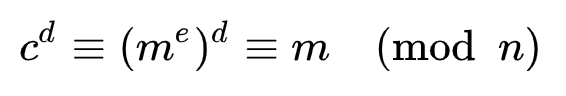 c^d ≡ (m^e)^d ≡ m (mod n)